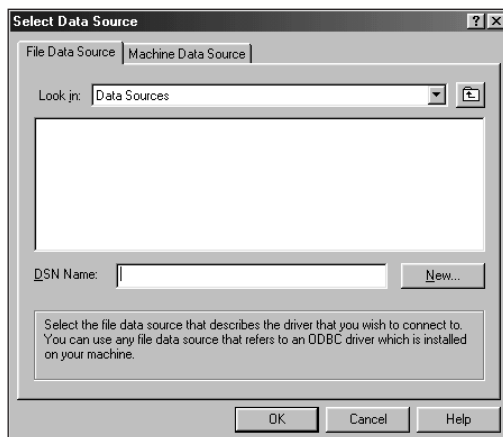 Select Data Source
? X
File Data Source Machine Data Source
Look in: Data Sources
DSN Name: New...
Select the file data source that describes the driver that you wish to connect to.
You can use any file data source that refers to an ODBC driver which is installed
on your machine.
OK Cancel Help